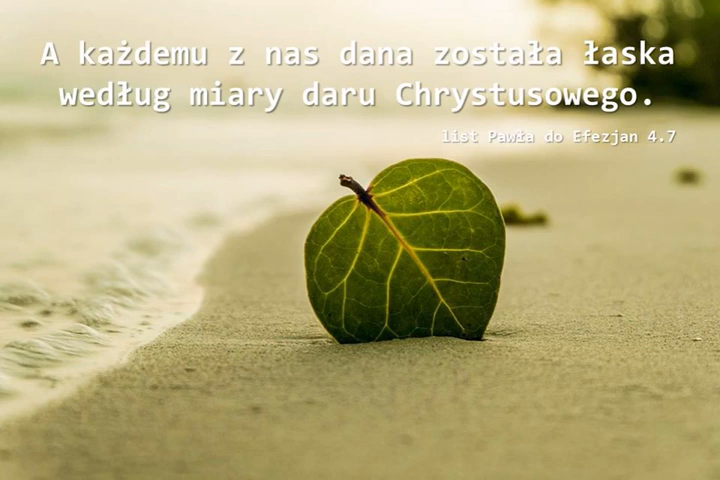 A każdemu z nas dana została łaska
według miary daru Chrystusowego.
list Pawła do Efezjan 4.7